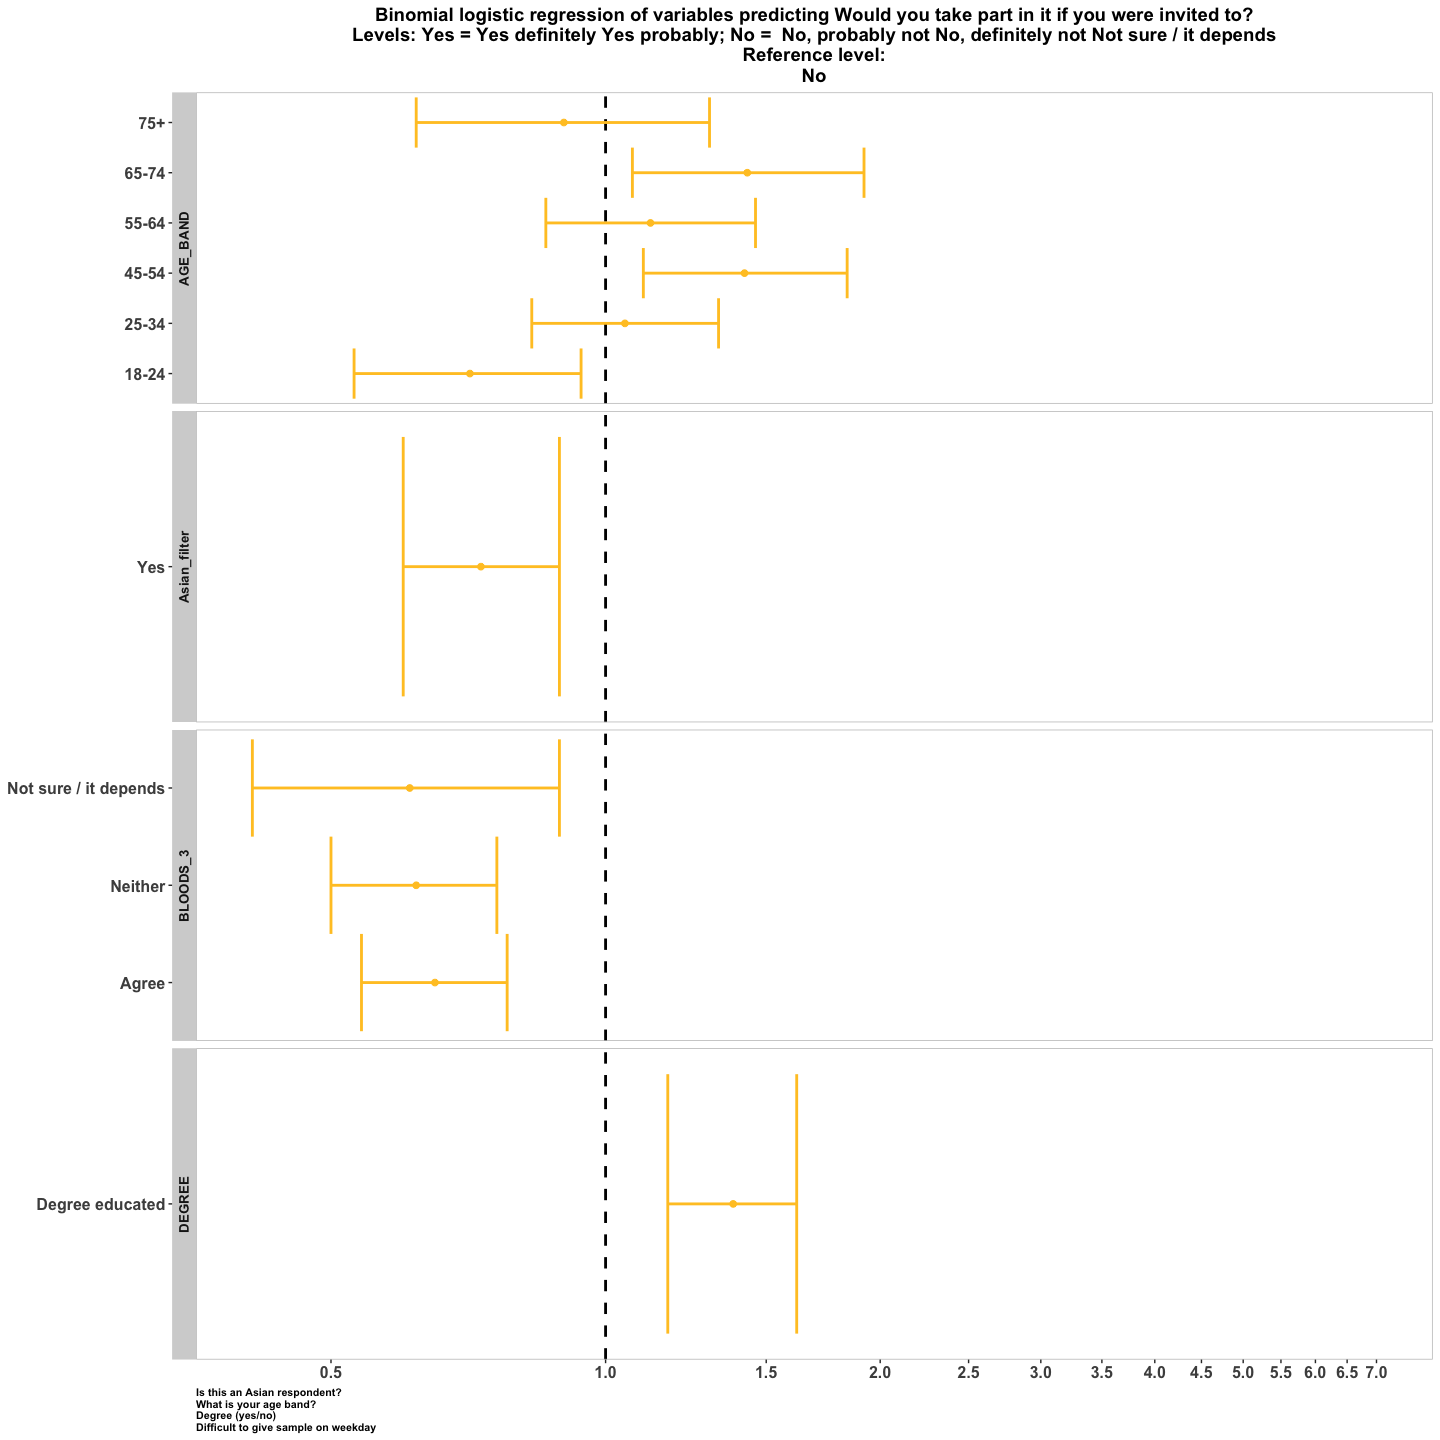 Binomial logistic regression of variables predicting Would you take part in it if you were invited to?
Levels: Yes = Yes definitely Yes probably; No =  No, probably not No, definitely not Not sure / it depends
Reference level:
No
AGE_BAND
75+
65-74
55-64
45-54
25-34
18-24
Asian_filter
Yes
BLOODS_3
Not sure / it depends
Neither
Agree
DEGREE
Degree educated
0.5 1.0 1.5 2.0 2.5 3.0 3.5 4.0 4.5 5.0 5.5 6.0 6.5 7.0
Is this an Asian respondent?
What is your age band?
Degree (yes/no)
Difficult to give sample on weekday